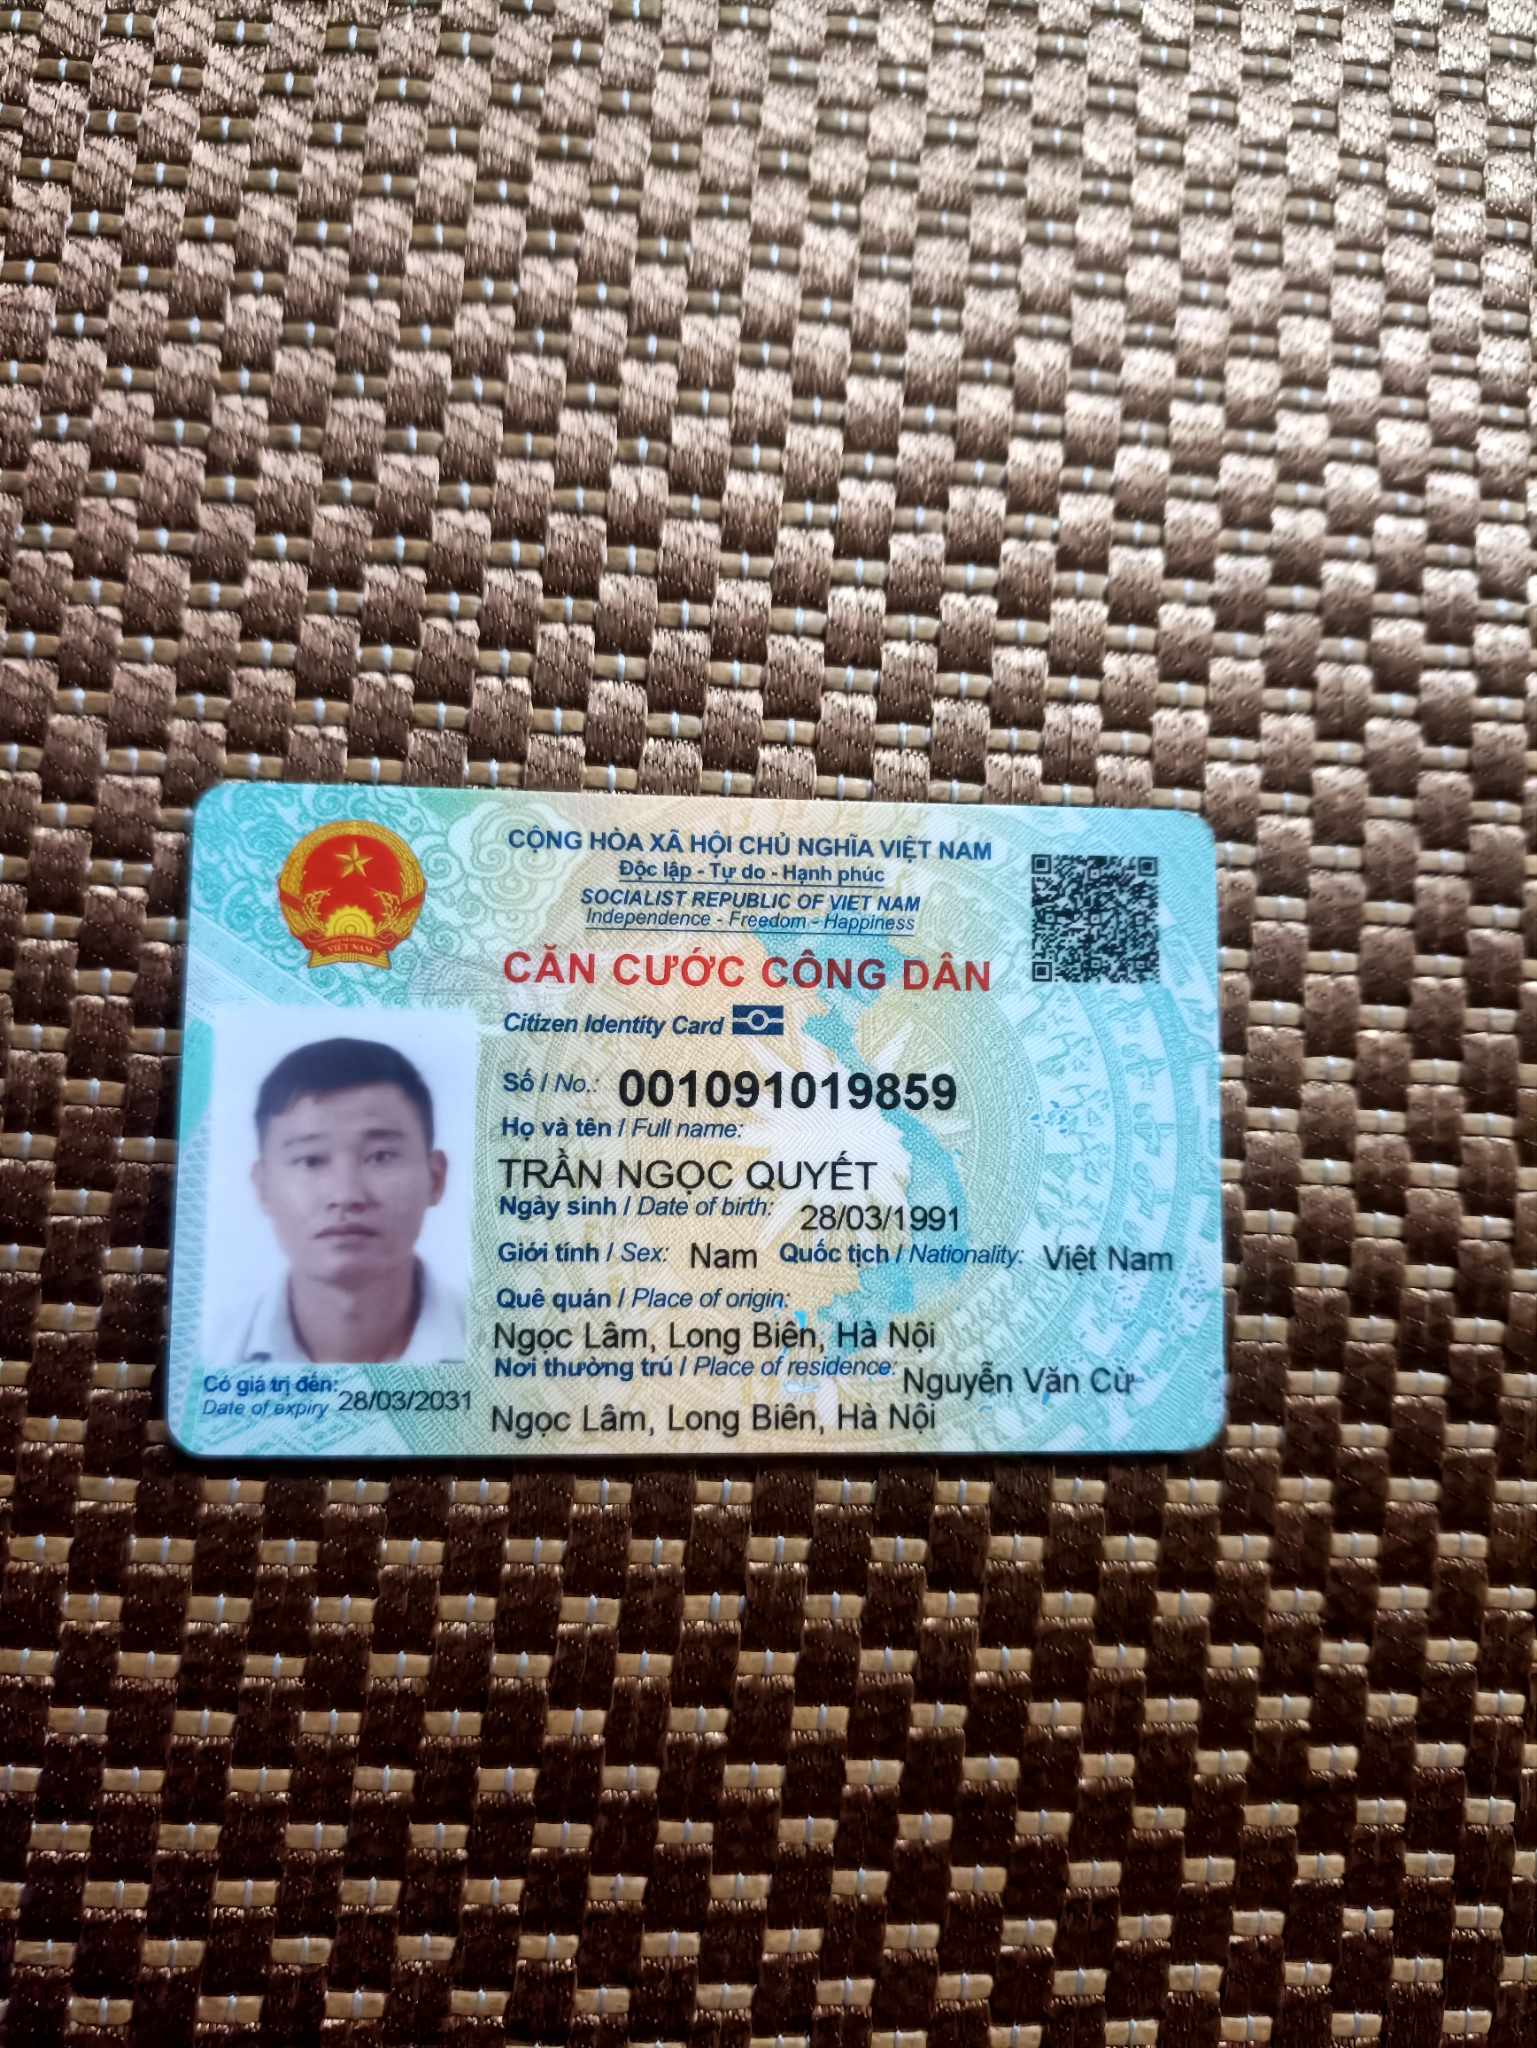 CỘNG HÒA XÃ HỘI CHỦ NGHĨA VIỆT NAM
Độc lập - Tự do - Hạnh phúc
SOCIALIST REPUBLIC OF VIET NAM
Independence - Freedom - Happiness
CĂN CƯỚC CÔNG DÂN
Citizen Identity Card
VIỆT NAM
Số / No.: 001091019859
Họ và tên / Full name:
TRẦN NGỌC QUYẾT
Ngày sinh / Date of birth: 28/03/1991
Giới tính / Sex: Nam Quốc tịch / Nationality: Việt Nam
Quê quán / Place of origin:
Ngọc Lâm, Long Biên, Hà Nội
Nơi thường trú / Place of residence: Nguyễn Văn Cừ
Ngọc Lâm, Long Biên, Hà Nội
Có giá trị đến: 28/03/2031
Date of expiry